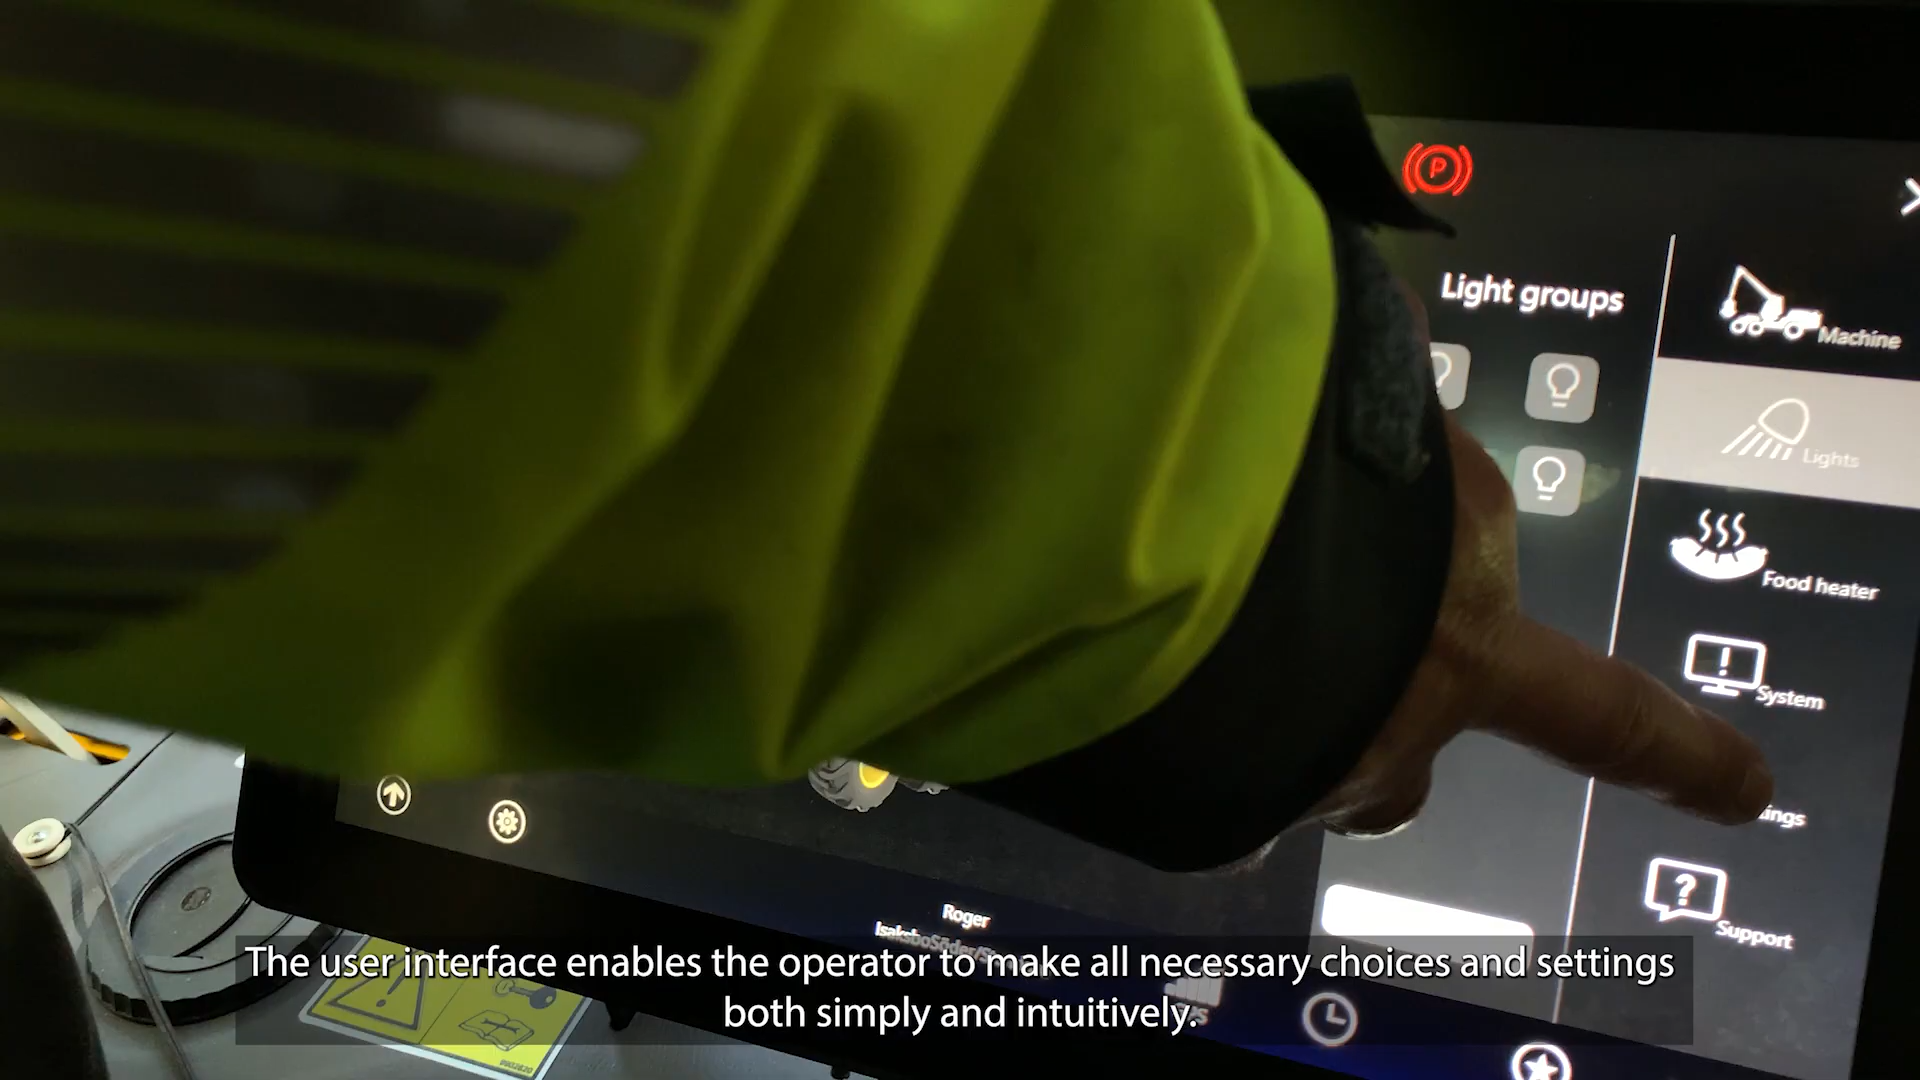 P
Light groups
Machine
Lights
Food heater
System
ings
Support
Roger
The user interface enables the operator to make all necessary choices and settings
both simply and intuitively.